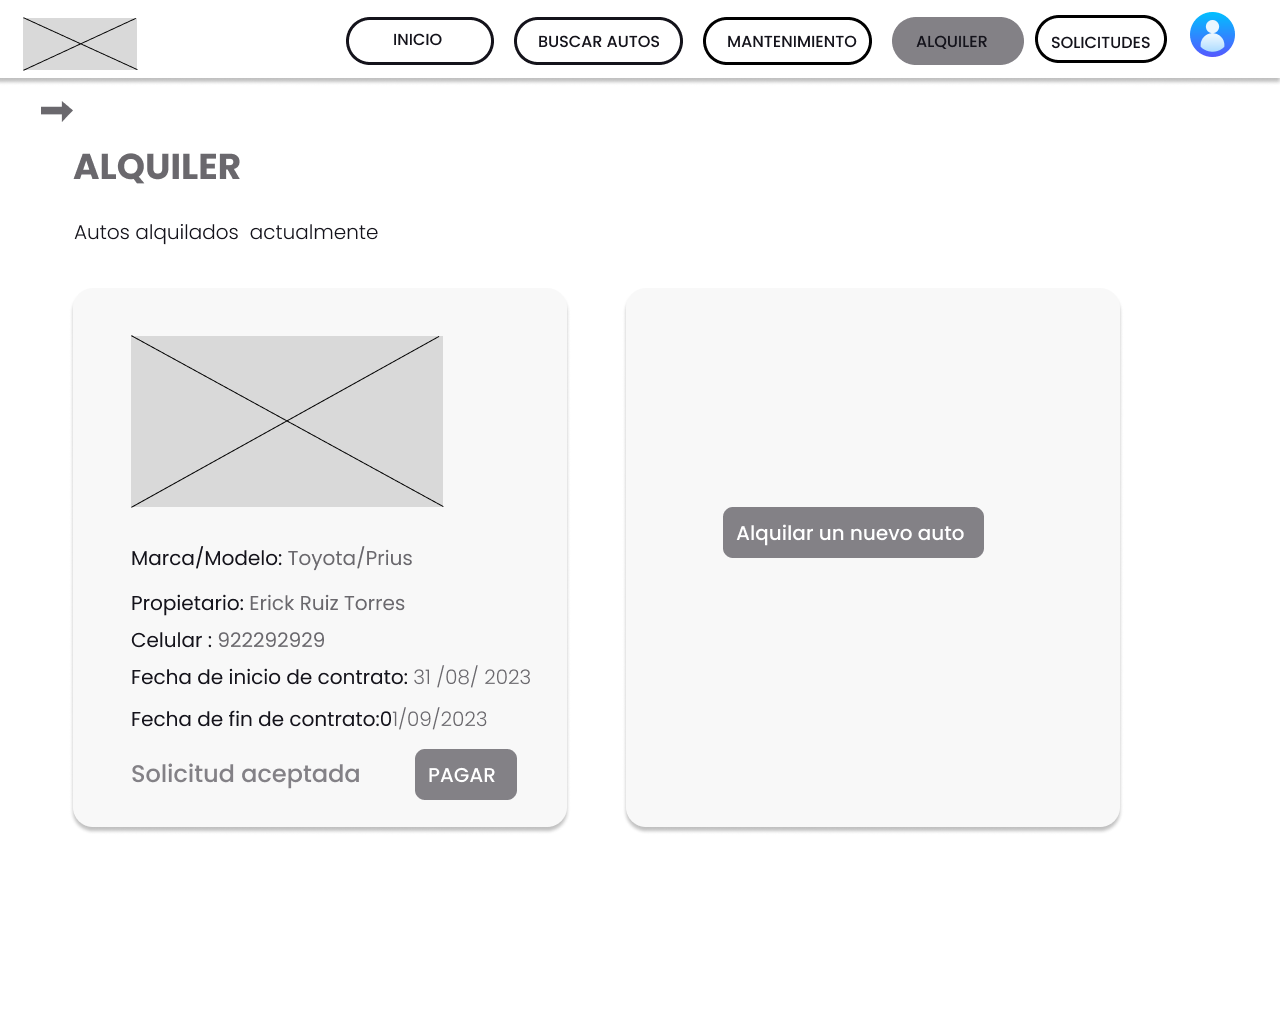 INICIO
BUSCAR AUTOS
MANTENIMIENTO
ALQUILER
SOLICITUDES
ALQUILER
Autos alquilados  actualmente
Marca/Modelo: Toyota/Prius
Propietario: Erick Ruiz Torres
Celular : 922292929
Fecha de inicio de contrato: 31 /08/ 2023
Fecha de fin de contrato:01/09/2023
Solicitud aceptada
PAGAR
Alquilar un nuevo auto